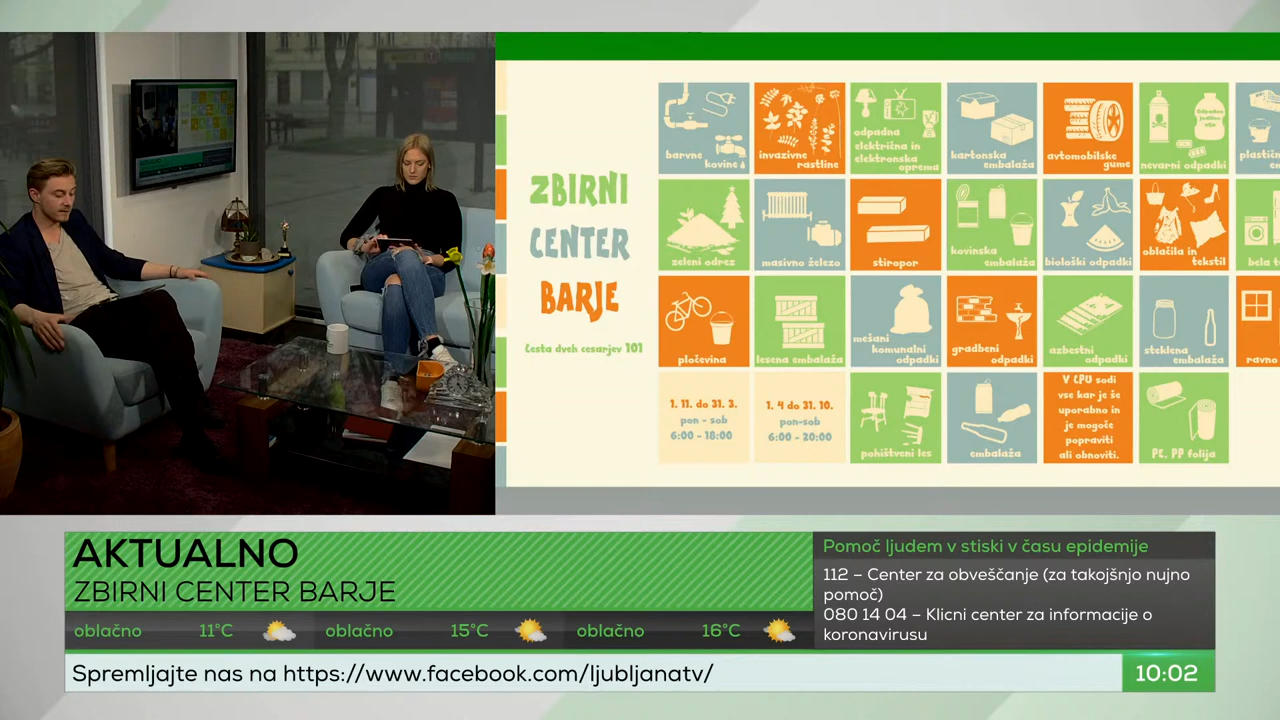 ZBIRNI
CENTER
BARJE
Cesta dveh cesarjev 101
barvne
kovine
invazivne
rastline
odpadna
električna in
elektronska
oprema
kartonska
embalaža
avtomobilske
gume
Odpadno
jedilno
olje
nevarni odpadki
zeleni odrez
masivno železo
stiropor
kovinska
embalaža
biološki odpadki
oblačila in
tekstil
bela
pločevina
lesena embalaža
mešani
komunalni
odpadki
gradbeni
odpadki
azbestni
odpadki
steklena
embalaža
ravno
1. 11. do 31. 3.
pon - sob
6:00 - 18:00
1. 4 do 31. 10.
pon-sob
6:00 - 20:00
pohištveni les
embalaža
V CPU sodi
vse kar je še
uporabno in
je mogoče
popraviti
ali obnoviti.
PE, PP folija
AKTUALNO
ZBIRNI CENTER BARJE
oblačno 11°C oblačno 15°C oblačno 16°C
Pomoč ljudem v stiski v času epidemije
112 – Center za obveščanje (za takojšnjo nujno
pomoč)
080 14 04 – Klicni center za informacije o
koronavirusu
Spremljajte nas na https://www.facebook.com/ljubljanatv/
10:02